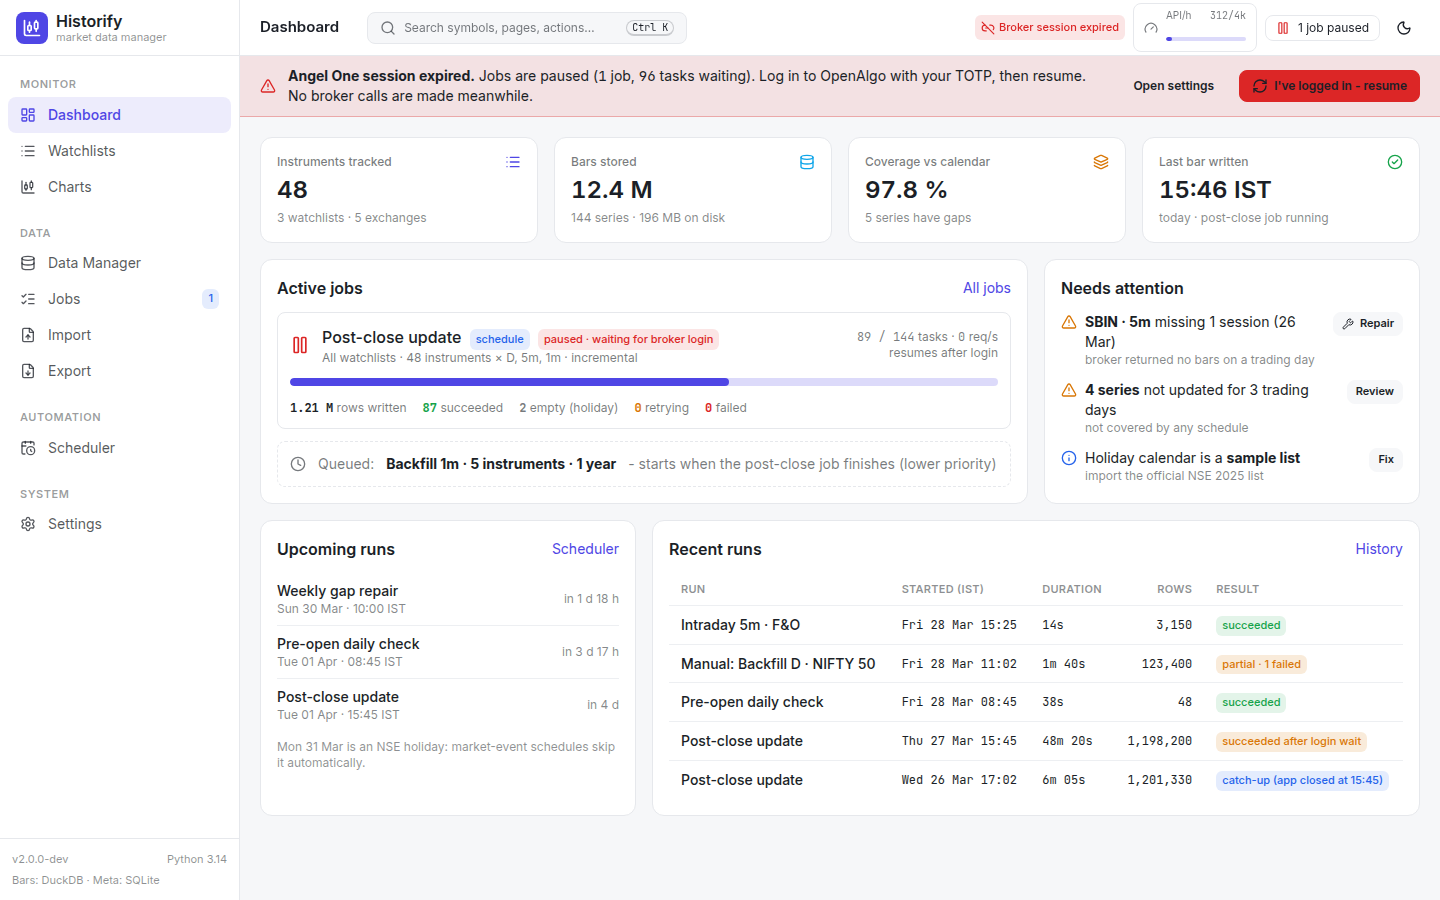 Historify
market data manager
Dashboard
Search symbols, pages, actions...
Ctrl K
Broker session expired
API/h 312/4k
1 job paused
MONITOR
Dashboard
Watchlists
Charts
DATA
Data Manager
Jobs 1
Import
Export
AUTOMATION
Scheduler
SYSTEM
Settings
v2.0.0-dev Python 3.14
Bars: DuckDB · Meta: SQLite
Angel One session expired. Jobs are paused (1 job, 96 tasks waiting). Log in to OpenAlgo with your TOTP, then resume.
No broker calls are made meanwhile.
Open settings
I've logged in - resume
Instruments tracked
48
3 watchlists · 5 exchanges
Bars stored
12.4 M
144 series · 196 MB on disk
Coverage vs calendar
97.8 %
5 series have gaps
Last bar written
15:46 IST
today · post-close job running
Active jobs All jobs
Post-close update schedule paused · waiting for broker login
89 / 144 tasks · 0 req/s
All watchlists · 48 instruments × D, 5m, 1m · incremental
resumes after login
1.21 M rows written 87 succeeded 2 empty (holiday) 0 retrying 0 failed
Queued: Backfill 1m · 5 instruments · 1 year - starts when the post-close job finishes (lower priority)
Needs attention
SBIN · 5m missing 1 session (26
Mar)
broker returned no bars on a trading day
Repair
4 series not updated for 3 trading
days
not covered by any schedule
Review
Holiday calendar is a sample list
import the official NSE 2025 list
Fix
Upcoming runs Scheduler
Weekly gap repair
Sun 30 Mar · 10:00 IST
in 1 d 18 h
Pre-open daily check
Tue 01 Apr · 08:45 IST
in 3 d 17 h
Post-close update
Tue 01 Apr · 15:45 IST
in 4 d
Mon 31 Mar is an NSE holiday: market-event schedules skip
it automatically.
Recent runs History
RUN STARTED (IST) DURATION ROWS RESULT
Intraday 5m · F&O Fri 28 Mar 15:25 14s 3,150 succeeded
Manual: Backfill D · NIFTY 50 Fri 28 Mar 11:02 1m 40s 123,400 partial · 1 failed
Pre-open daily check Fri 28 Mar 08:45 38s 48 succeeded
Post-close update Thu 27 Mar 15:45 48m 20s 1,198,200 succeeded after login wait
Post-close update Wed 26 Mar 17:02 6m 05s 1,201,330 catch-up (app closed at 15:45)